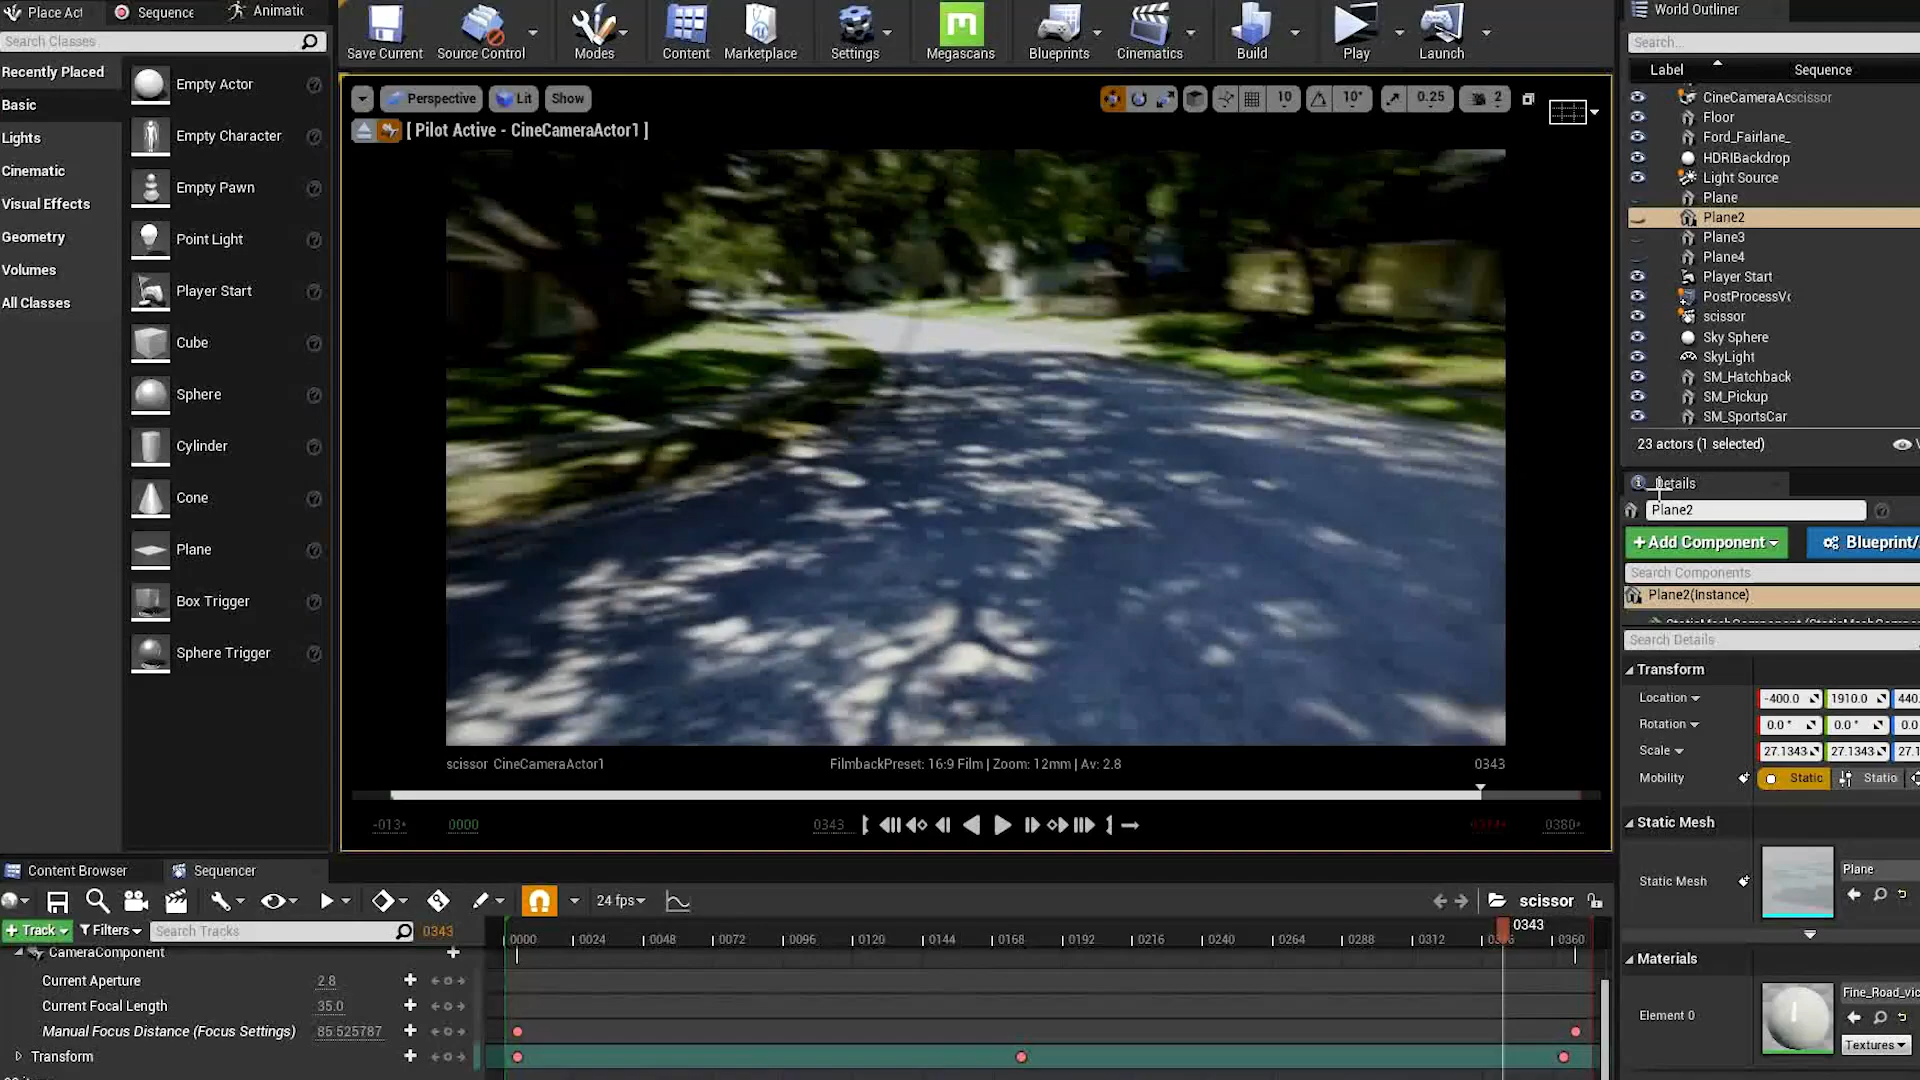 Place Act
Sequence
Animatic
Search Classes
Recently Placed
Basic
Lights
Cinematic
Visual Effects
Geometry
Volumes
All Classes
Empty Actor
Empty Character
Empty Pawn
Point Light
Player Start
Cube
Sphere
Cylinder
Cone
Plane
Box Trigger
Sphere Trigger
Save Current
Source Control
Modes
Content
Marketplace
Settings
Megascans
Blueprints
Cinematics
Build
Play
Launch
Perspective
Lit
Show
10
10°
0.25
2
[ Pilot Active - CineCameraActor1 ]
scissor CineCameraActor1
FilmbackPreset: 16:9 Film | Zoom: 12mm | Av: 2.8
0343
-013+
0000
0343
0380+
World Outliner
Search...
Label
Sequence
CineCameraAcscissor
Floor
Ford_Fairlane_
HDRIBackdrop
Light Source
Plane
Plane2
Plane3
Plane4
Player Start
PostProcessVo
scissor
Sky Sphere
SkyLight
SM_Hatchback
SM_Pickup
SM_SportsCar
23 actors (1 selected)
Details
Plane2
+Add Component
Blueprint/
Search Components
Plane2(Instance)
Search Details
Transform
Location
-400.0
1910.0
440.
Rotation
0.0 °
0.0 °
0.0
Scale
27.1343
27.1343
27.1
Mobility
Static
Statio
Static Mesh
Static Mesh
Plane
Materials
Element 0
Fine_Road_vic
Textures
Content Browser
Sequencer
24 fps
scissor
+ Track
Filters
Search Tracks
0343
0000
0024
0048
0072
0096
0120
0144
0168
0192
0216
0240
0264
0288
0312
0343
0360
CameraComponent
Current Aperture
2.8
Current Focal Length
35.0
Manual Focus Distance (Focus Settings)
85.525787
Transform